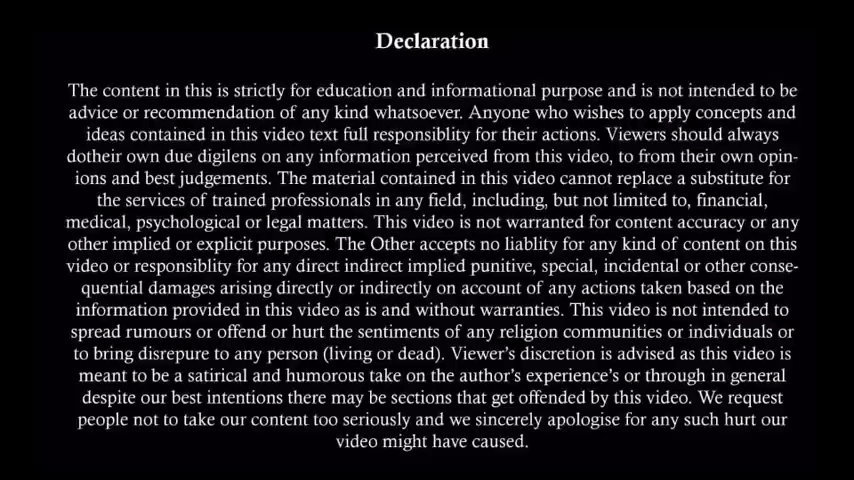 Declaration
The content in this is strictly for education and informational purpose and is not intended to be
advice or recommendation of any kind whatsoever. Anyone who wishes to apply concepts and
ideas contained in this video text full responsiblity for their actions. Viewers should always
dotheir own due digilens on any information perceived from this video, to from their own opin-
ions and best judgements. The material contained in this video cannot replace a substitute for
the services of trained professionals in any field, including, but not limited to, financial,
medical, psychological or legal matters. This video is not warranted for content accuracy or any
other implied or explicit purposes. The Other accepts no liablity for any kind of content on this
video or responsiblity for any direct indirect implied punitive, special, incidental or other conse-
quential damages arising directly or indirectly on account of any actions taken based on the
information provided in this video as is and without warranties. This video is not intended to
spread rumours or offend or hurt the sentiments of any religion communities or individuals or
to bring disrepure to any person (living or dead). Viewer's discretion is advised as this video is
meant to be a satirical and humorous take on the author's experience's or through in general
despite our best intentions there may be sections that get offended by this video. We request
people not to take our content too seriously and we sincerely apologise for any such hurt our
video might have caused.